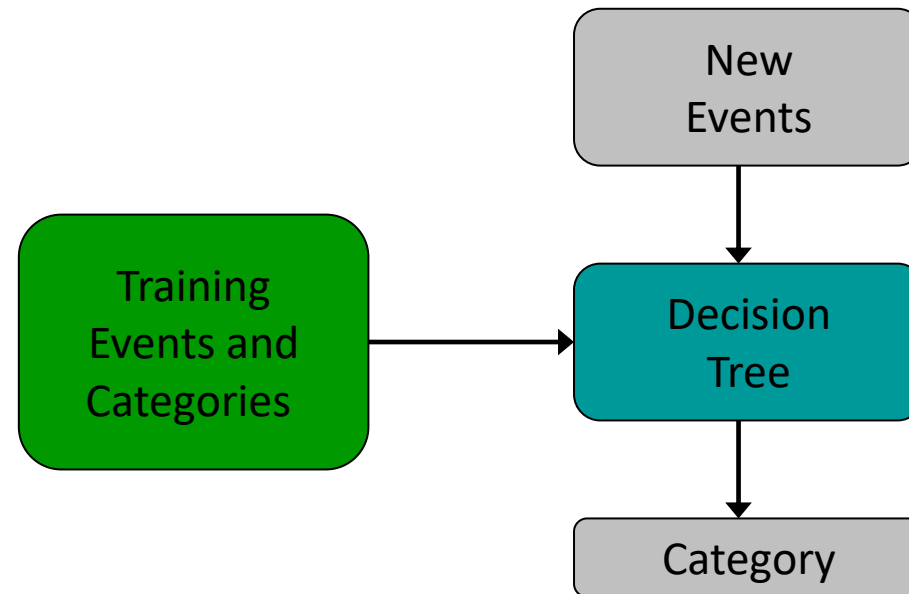 New
Events
Training
Events and
Categories
Decision
Tree
Category